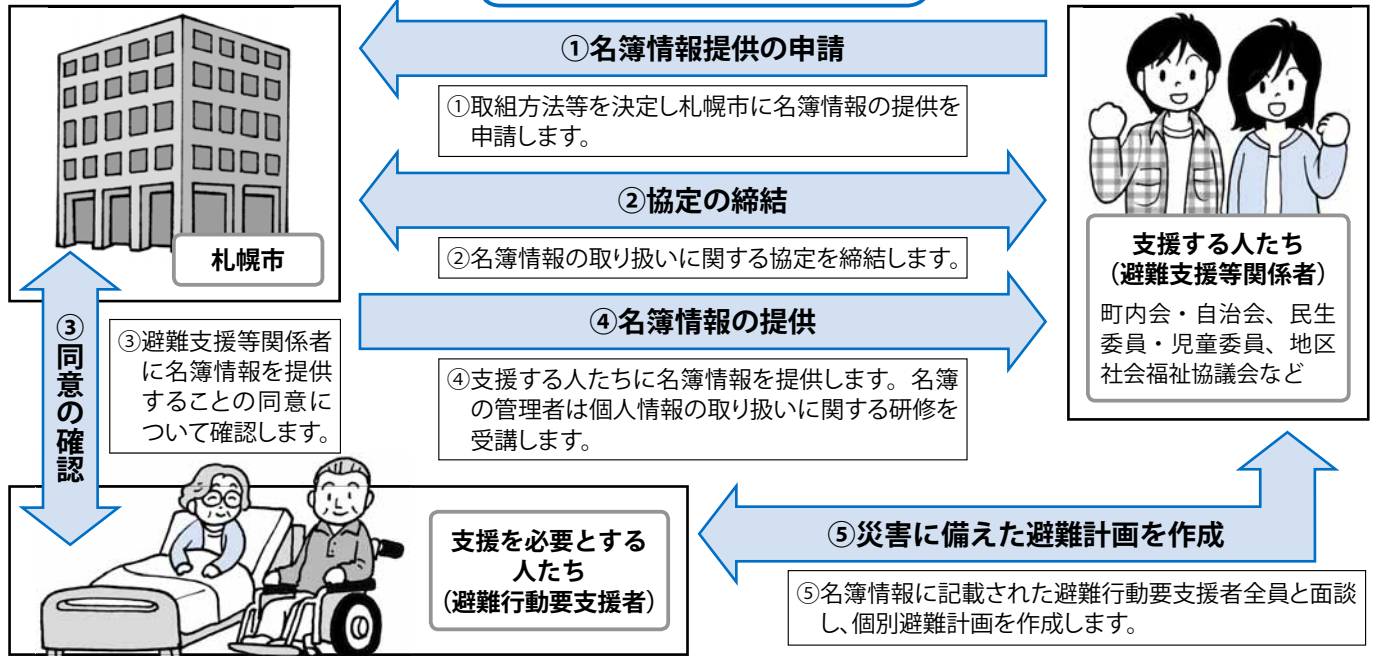 ①名簿情報提供の申請
①取組方法等を決定し札幌市に名簿情報の提供を
申請します。
②協定の締結
②名簿情報の取り扱いに関する協定を締結します。
札幌市
支援する人たち
（避難支援等関係者）
町内会・自治会、民生
委員・児童委員、地区
社会福祉協議会など
③同意の確認
③避難支援等関係者
に名簿情報を提供
することの同意に
ついて確認します。
④名簿情報の提供
④支援する人たちに名簿情報を提供します。名簿
の管理者は個人情報の取り扱いに関する研修を
受講します。
支援を必要とする
人たち
（避難行動要支援者）
⑤災害に備えた避難計画を作成
⑤名簿情報に記載された避難行動要支援者全員と面談
し、個別避難計画を作成します。